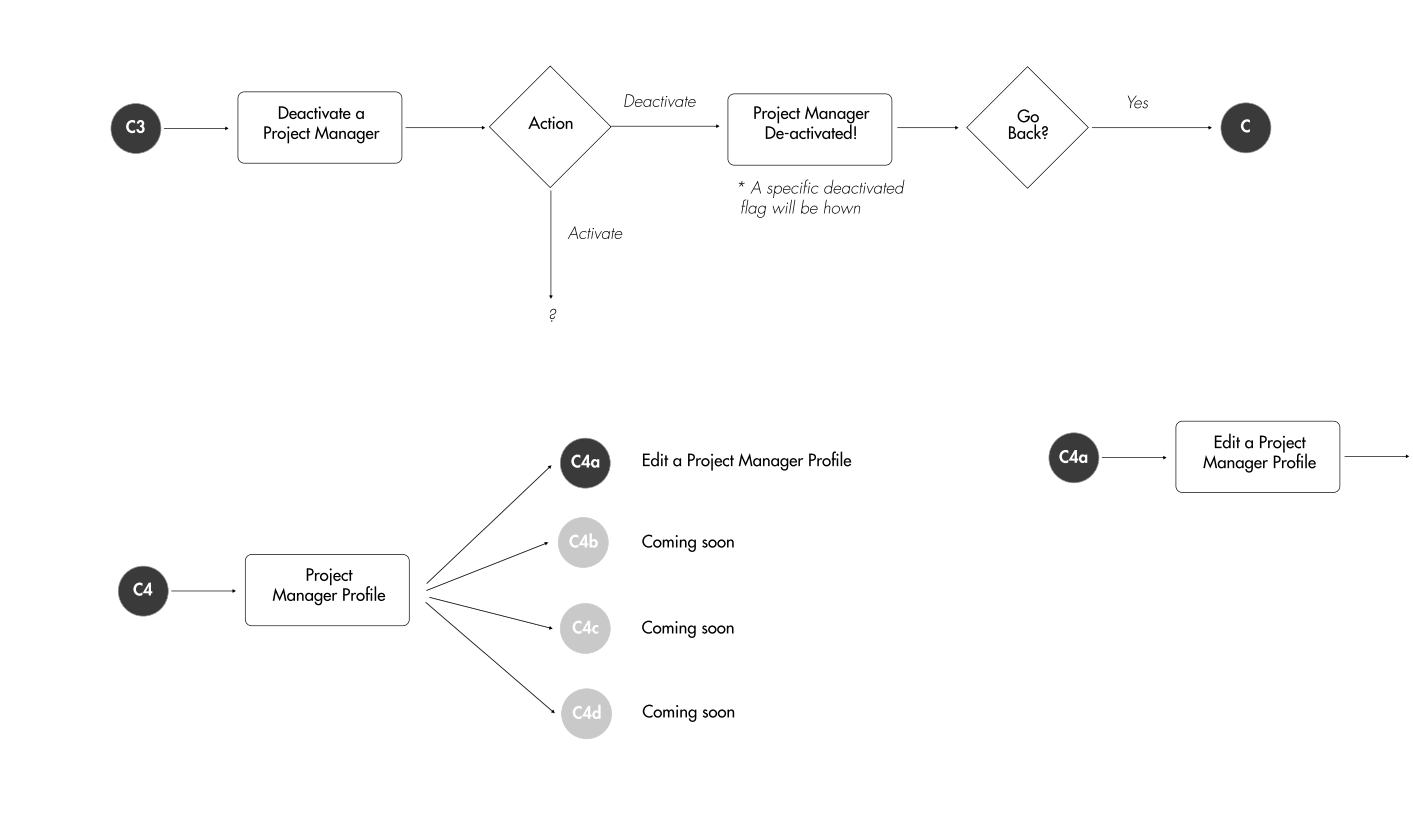 C3
Deactivate a
Project Manager
Action
Deactivate
Project Manager
De-activated!
* A specific deactivated
flag will be hown
Go
Back?
Yes
C
Activate
?
C4
Project
Manager Profile
C4a
Edit a Project Manager Profile
C4b
Coming soon
C4c
Coming soon
C4d
Coming soon
C4a
Edit a Project
Manager Profile